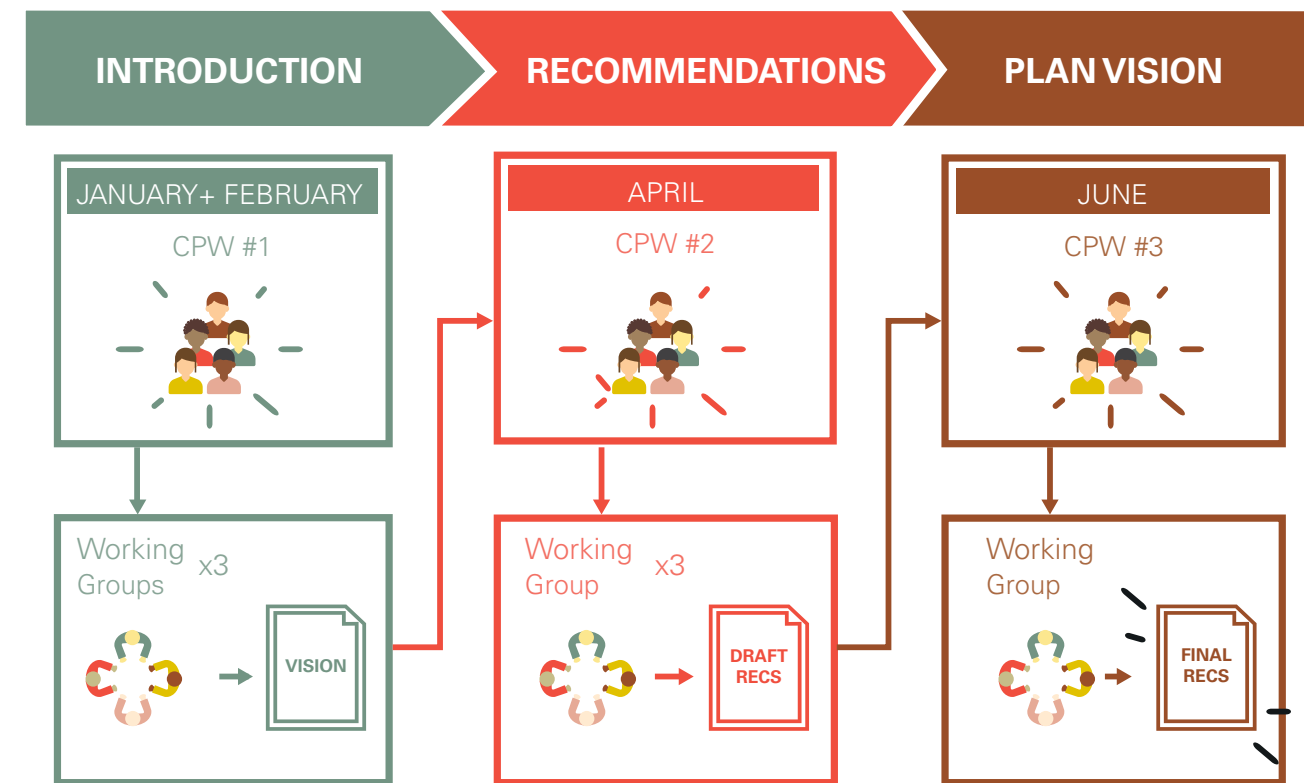 INTRODUCTION
RECOMMENDATIONS
PLAN VISION
JANUARY+ FEBRUARY
CPW #1
APRIL
CPW #2
JUNE
CPW #3
Working
Groups
x3
VISION
Working
Group
x3
DRAFT
RECS
Working
Group
FINAL
RECS